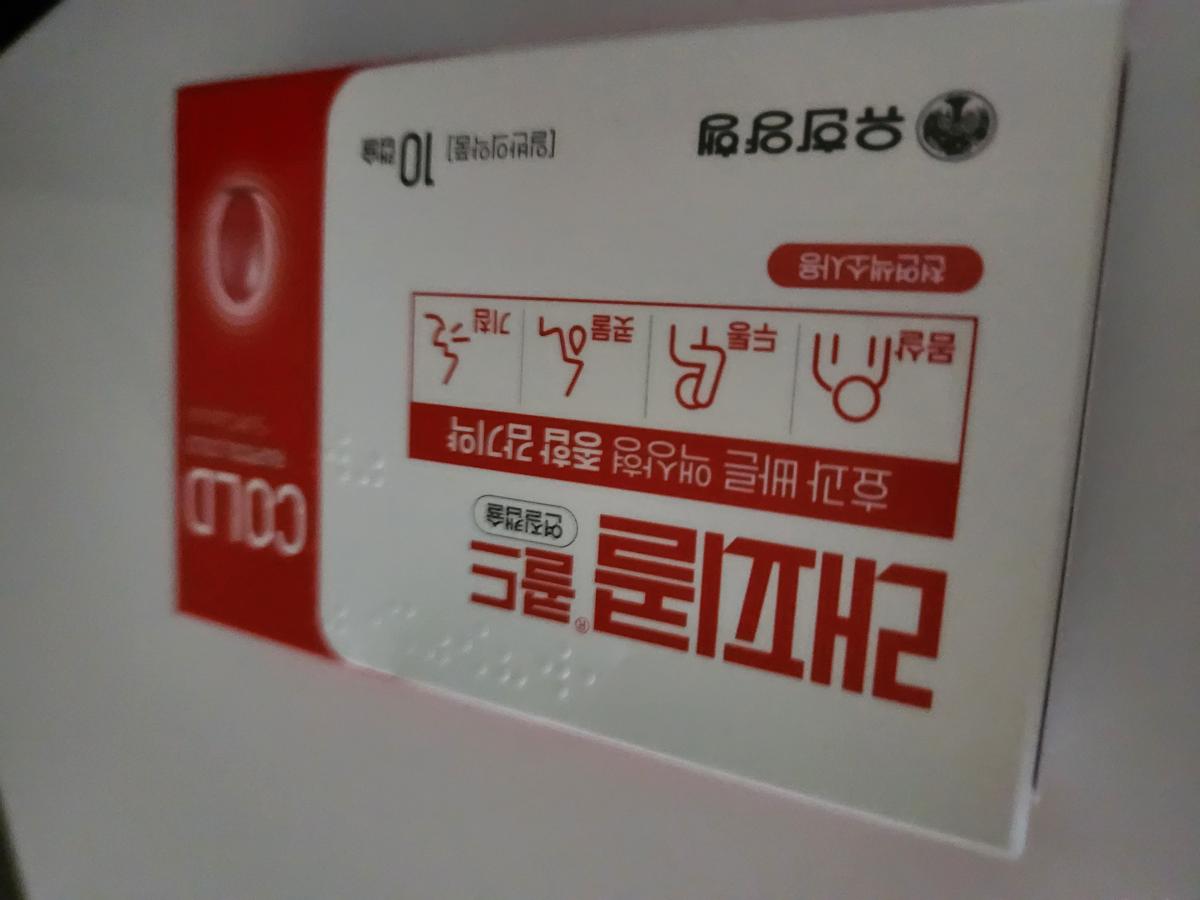 COLD
래피콜® 콜드
연질캡슐
효과 빠른 액상형 종합 감기약
몸살 두통 콧물 기침
천연색소사용
유한양행
[일반의약품] 10캡슐